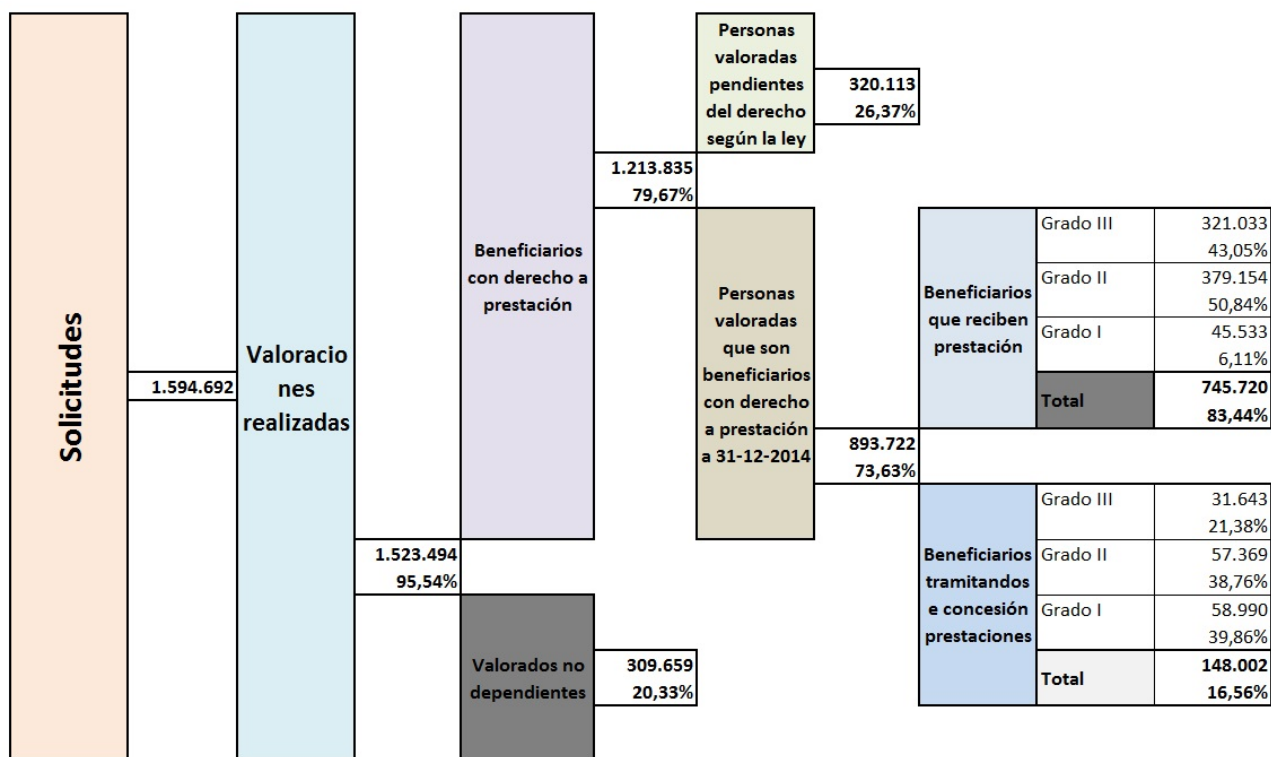 Solicitudes
1.594.692
Valoracio
nes
realizadas
1.523.494
95,54%
Beneficiarios
con derecho a
prestación
1.213.835
79,67%
Valorados no
dependientes
309.659
20,33%
Personas
valoradas
pendientes
del derecho
según la ley
320.113
26,37%
Personas
valoradas
que son
beneficiarios
con derecho
a prestación
a 31-12-2014
893.722
73,63%
Beneficiarios
que reciben
prestación
Grado III
321.033
43,05%
Grado II
379.154
50,84%
Grado I
45.533
6,11%
Total
745.720
83,44%
Beneficiarios
tramitandos
e concesión
prestaciones
Grado III
31.643
21,38%
Grado II
57.369
38,76%
Grado I
58.990
39,86%
Total
148.002
16,56%